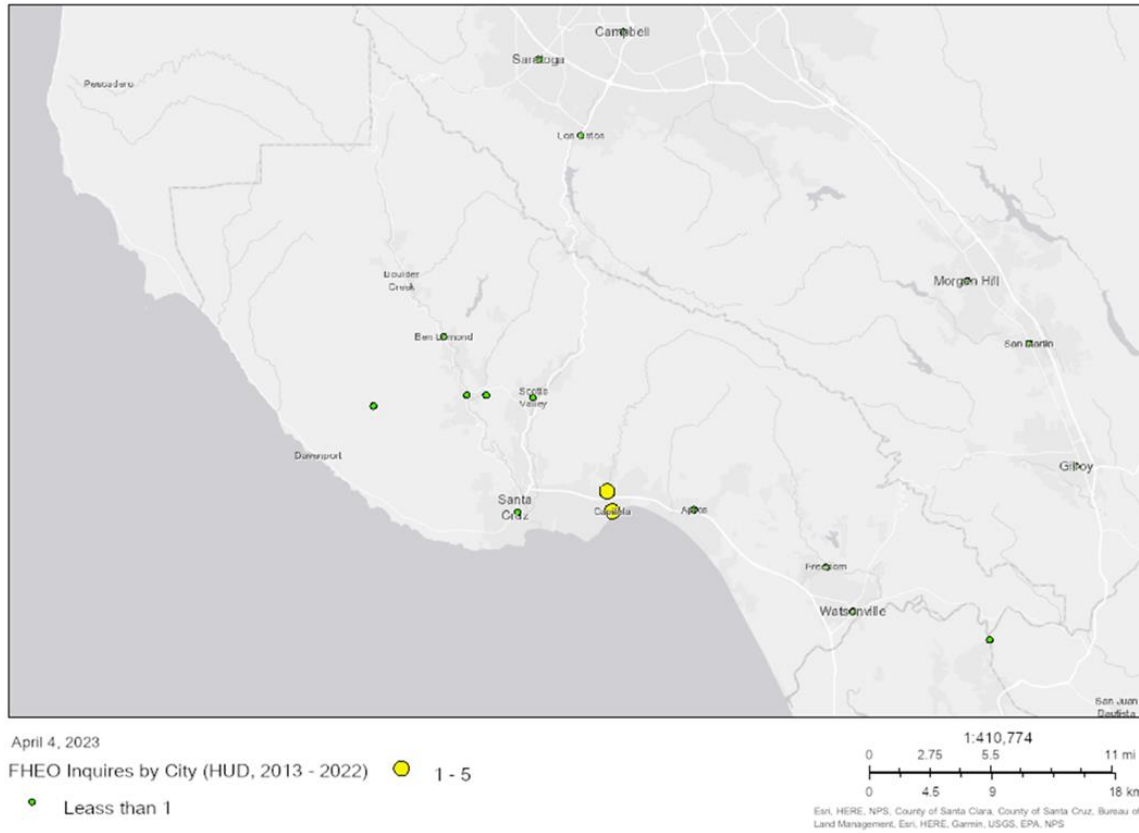 Campbell
Saratoga
Pescadero
Los Gatos
Boulder
Creek
Morgan Hill
Ben Lomond
San Martin
Scotts
Valley
Davenport
Gilroy
Santa
Cruz
Capitola
Aptos
Freedom
Watsonville
San Juan
Bautista
April 4, 2023
FHEO Inquires by City (HUD, 2013 - 2022)
1 - 5
Leass than 1
1:410,774
0 2.75 5.5 11 mi
0 4.5 9 18 km
Esri, HERE, NPS, County of Santa Clara, County of Santa Cruz, Bureau of
Land Management, Esri, HERE, Garmin, USGS, EPA, NPS